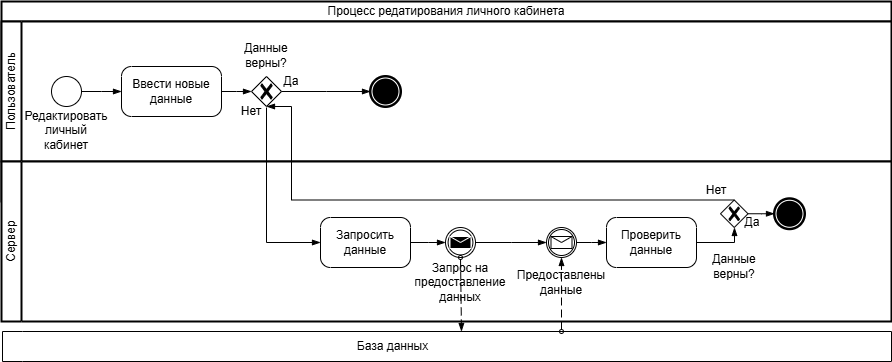 Процесс редатирования личного кабинета
Пользователь
Данные
верны?
Да
Ввести новые
данные
Нет
Редактировать
личный
кабинет
Сервер
Нет
Да
Запросить
данные
Проверить
данные
Данные
верны?
Запрос на
предоставление
данных
Предоставлены
данные
База данных